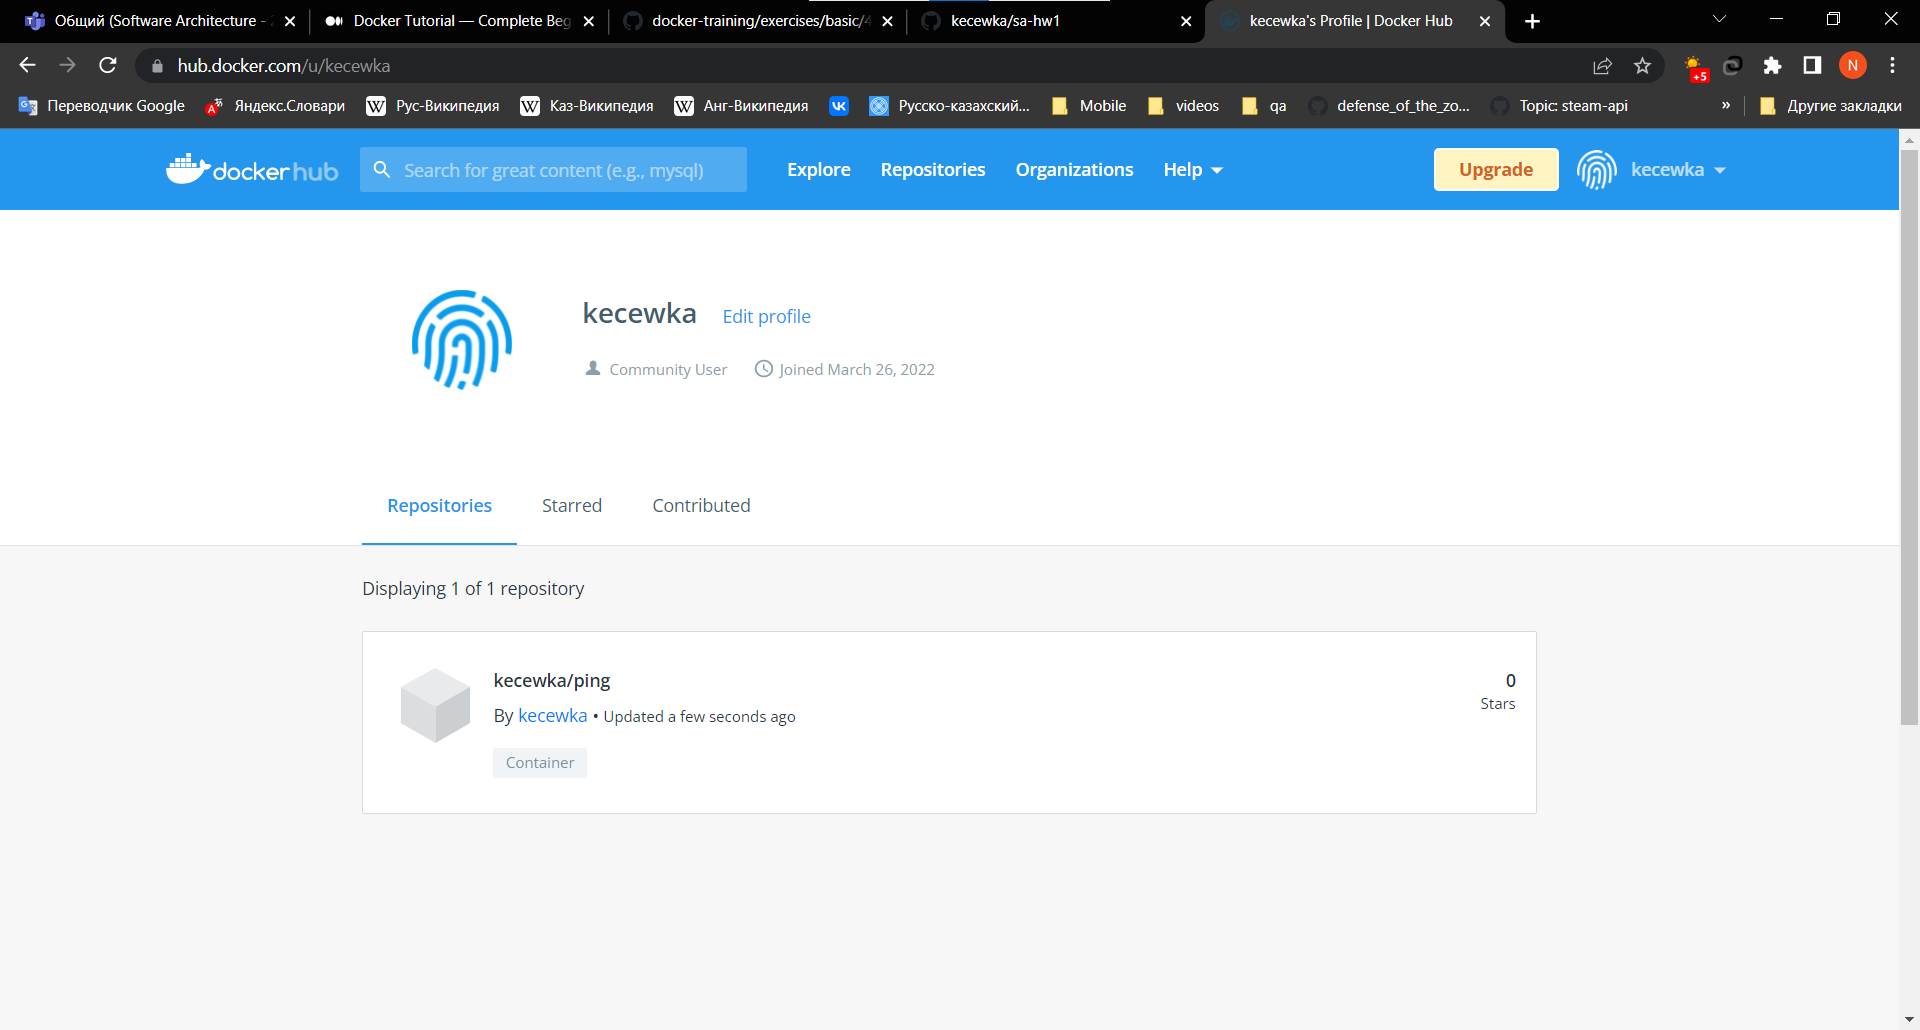 Общий (Software Architecture -
Docker Tutorial — Complete Beg
docker-training/exercises/basic/4
kecewka/sa-hw1
kecewka's Profile | Docker Hub
hub.docker.com/u/kecewka
+5
N
Переводчик Google
Яндекс.Словари
Рус-Википедия
Каз-Википедия
Анг-Википедия
Русско-казахский...
Mobile
videos
qa
defense_of_the_zo...
Topic: steam-api
»
Другие закладки
dockerhub
Search for great content (e.g., mysql)
Explore
Repositories
Organizations
Help
Upgrade
kecewka
kecewka
Edit profile
Community User
Joined March 26, 2022
Repositories
Starred
Contributed
Displaying 1 of 1 repository
kecewka/ping
0
By kecewka • Updated a few seconds ago
Stars
Container